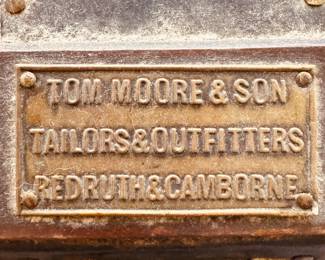 TOM MOORE & SON
TAILORS & OUTFITTERS
REDRUTH & CAMBORNE